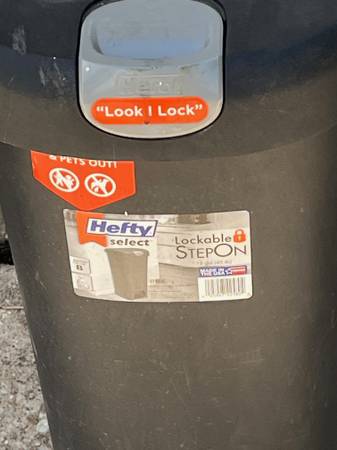 "Look I Lock"
& PETS OUT!
Hefty
select
Lockable
STEPON
MADE IN
THE USA
B